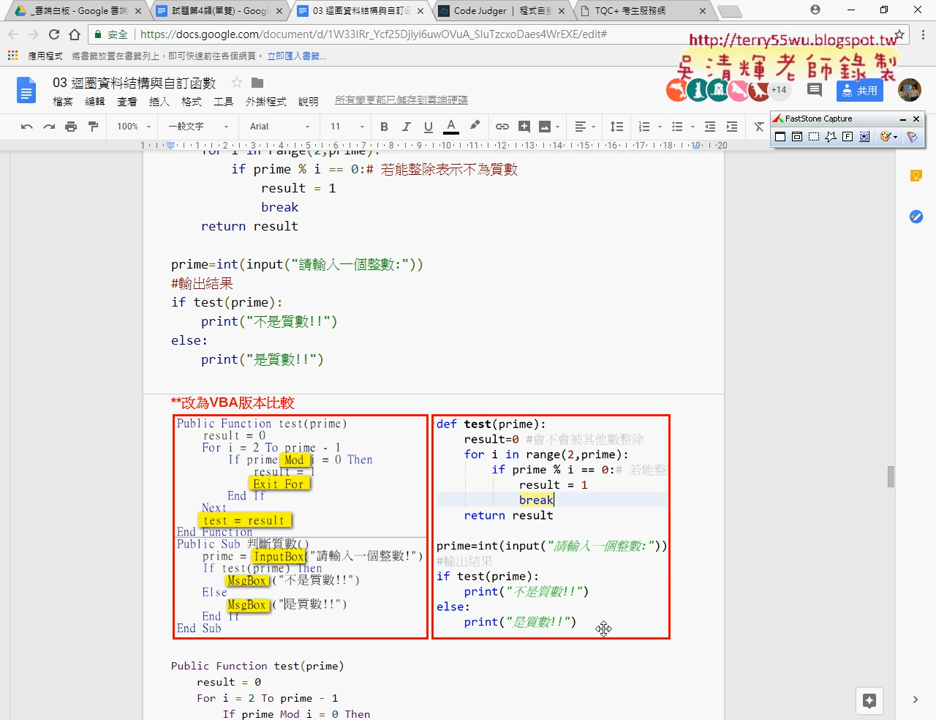 _雲端白板 - Google 雲端
試題第4類(單雙) - Goog
03 迴圈資料結構與自訂函
Code Judger | 程式自
TQC+ 考生服務網
安全 | https://docs.google.com/document/d/1W33IRr_Ycf25DJiyi6uwOVuA_SluTzcxoDaes4WrEXE/edit#
應用程式 將書籤放置在書籤列上，即可快速前往各個網頁。 立即匯入書籤...
http://terry55wu.blogspot.tw
吳清輝老師錄製
03 迴圈資料結構與自訂函數
檔案 編輯 查看 插入 格式 工具 外掛程式 說明 所有變更都已儲存到雲端硬碟
+14 共用
FastStone Capture
100% 一般文字 Arial 11
for i in range(2,prime):
if prime % i == 0:# 若能整除表示不為質數
result = 1
break
return result
prime=int(input("請輸入一個整數:"))
#輸出結果
if test(prime):
print("不是質數!!")
else:
print("是質數!!")
**改為VBA版本比較
Public Function test(prime)
result = 0
For i = 2 To prime - 1
If prime Mod i = 0 Then
result = 1
Exit For
End If
Next
test = result
End Function
Public Sub 判斷質數()
prime = InputBox("請輸入一個整數!")
If test(prime) Then
MsgBox ("不是質數!!")
Else
MsgBox ("是質數!!")
End If
End Sub
def test(prime):
result=0 #會不會被其他數整除
for i in range(2,prime):
if prime % i == 0:# 若能整
result = 1
break
return result
prime=int(input("請輸入一個整數:"))
#輸出結果
if test(prime):
print("不是質數!!")
else:
print("是質數!!")
Public Function test(prime)
result = 0
For i = 2 To prime - 1
If prime Mod i = 0 Then